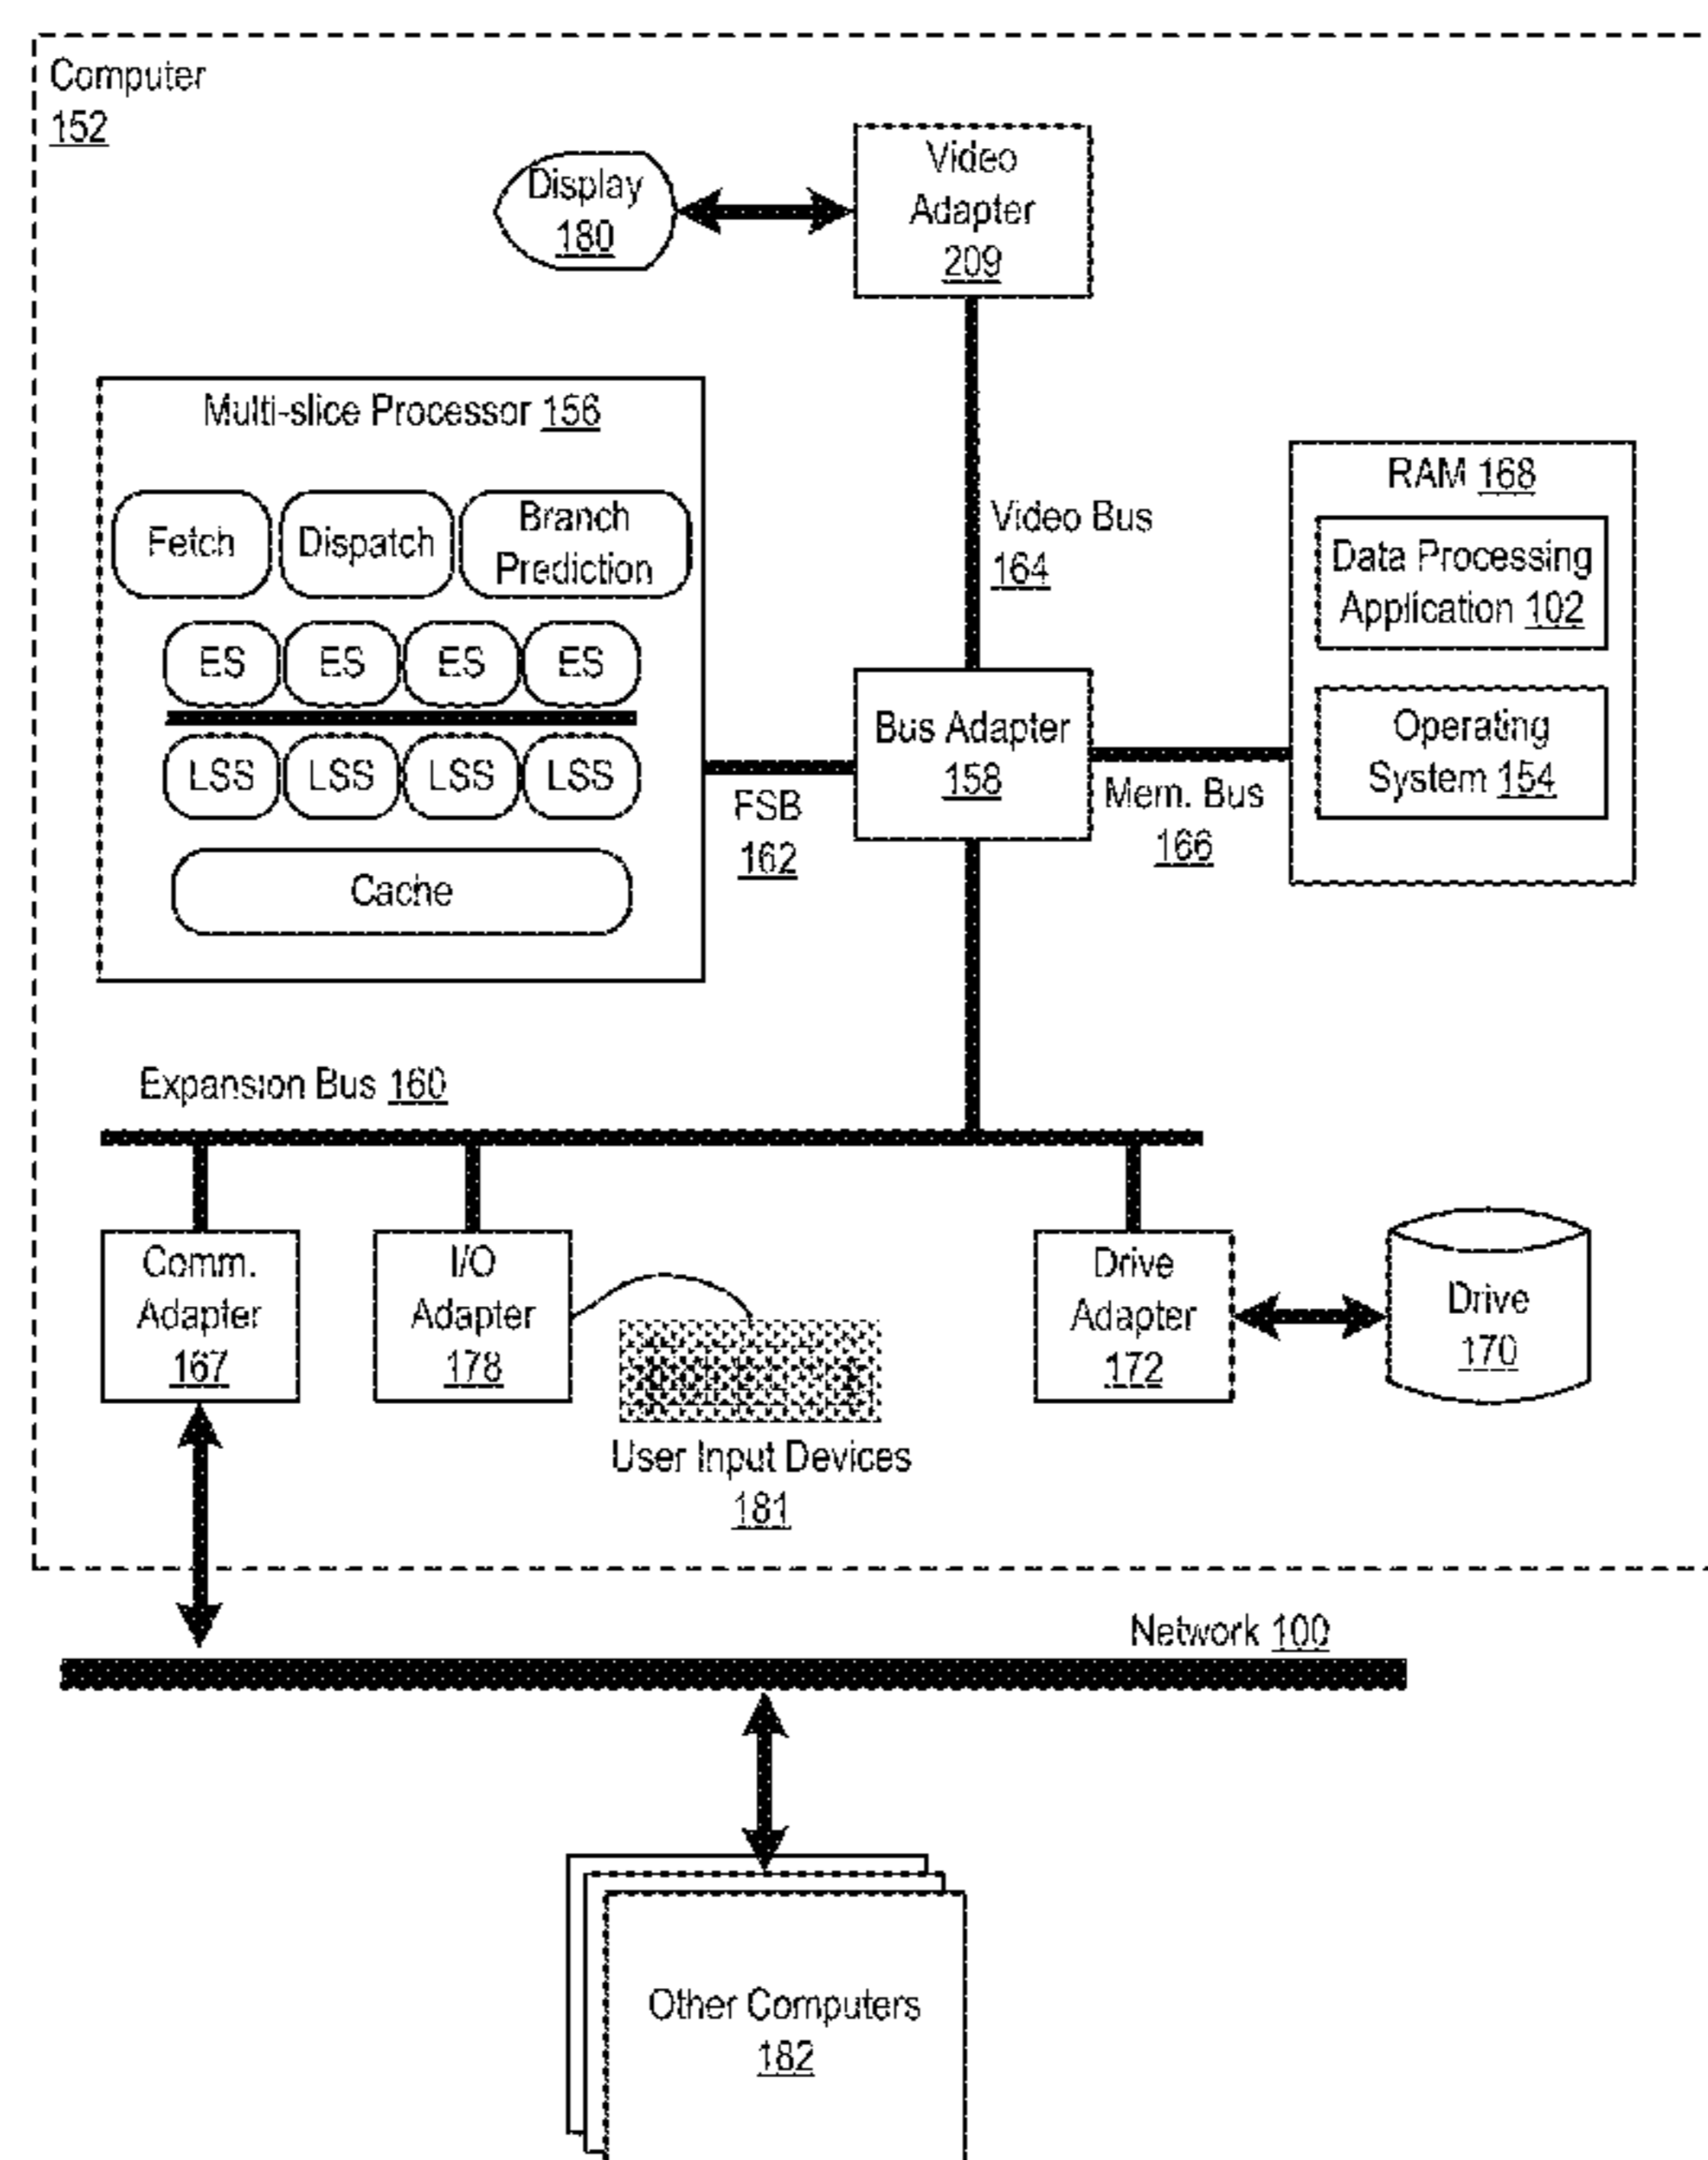 Computer
152
Display
180
Video
Adapter
209
Multi-slice Processor 156
Fetch
Dispatch
Branch
Prediction
ES
ES
ES
ES
LSS
LSS
LSS
LSS
Cache
Video Bus
164
RAM 168
Data Processing
Application 102
Operating
System 154
Bus Adapter
158
FSB
162
Mem. Bus
166
Expansion Bus 160
Comm.
Adapter
167
I/O
Adapter
178
User Input Devices
181
Drive
Adapter
172
Drive
170
Network 100
Other Computers
182